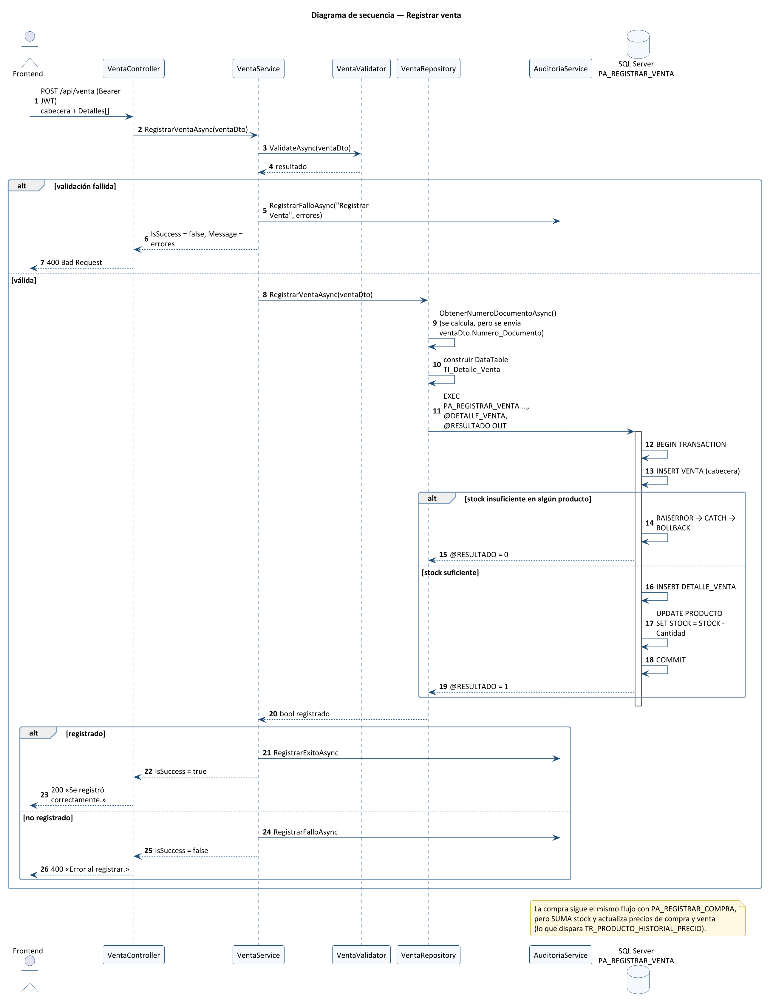 Diagrama de secuencia — Registrar venta
Frontend
VentaController
VentaService
VentaValidator
VentaRepository
AuditoriaService
SQL Server
PA_REGISTRAR_VENTA
POST /api/venta (Bearer
1 JWT)
cabecera + Detalles[]
2 RegistrarVentaAsync(ventaDto)
3 ValidateAsync(ventaDto)
4 resultado
alt [validación fallida]
RegistrarFalloAsync("Registrar
5
Venta", errores)
IsSuccess = false, Message =
6
errores
7 400 Bad Request
[válida]
8 RegistrarVentaAsync(ventaDto)
ObtenerNumeroDocumentoAsync()
9 (se calcula, pero se envía
ventaDto.Numero_Documento)
construir DataTable
10
TI_Detalle_Venta
EXEC
PA_REGISTRAR_VENTA ...,
11
@DETALLE_VENTA,
@RESULTADO OUT
12 BEGIN TRANSACTION
13 INSERT VENTA (cabecera)
alt [stock insuficiente en algún producto]
RAISERROR → CATCH →
14
ROLLBACK
15 @RESULTADO = 0
[stock suficiente]
16 INSERT DETALLE_VENTA
UPDATE PRODUCTO
17 SET STOCK = STOCK -
Cantidad
18 COMMIT
19 @RESULTADO = 1
20 bool registrado
alt [registrado]
21 RegistrarExitoAsync
22 IsSuccess = true
200 «Se registró
23
correctamente.»
[no registrado]
24 RegistrarFalloAsync
25 IsSuccess = false
26 400 «Error al registrar.»
La compra sigue el mismo flujo con PA_REGISTRAR_COMPRA,
pero SUMA stock y actualiza precios de compra y venta
(lo que dispara TR_PRODUCTO_HISTORIAL_PRECIO).
Frontend
VentaController
VentaService
VentaValidator
VentaRepository
AuditoriaService
SQL Server
PA_REGISTRAR_VENTA